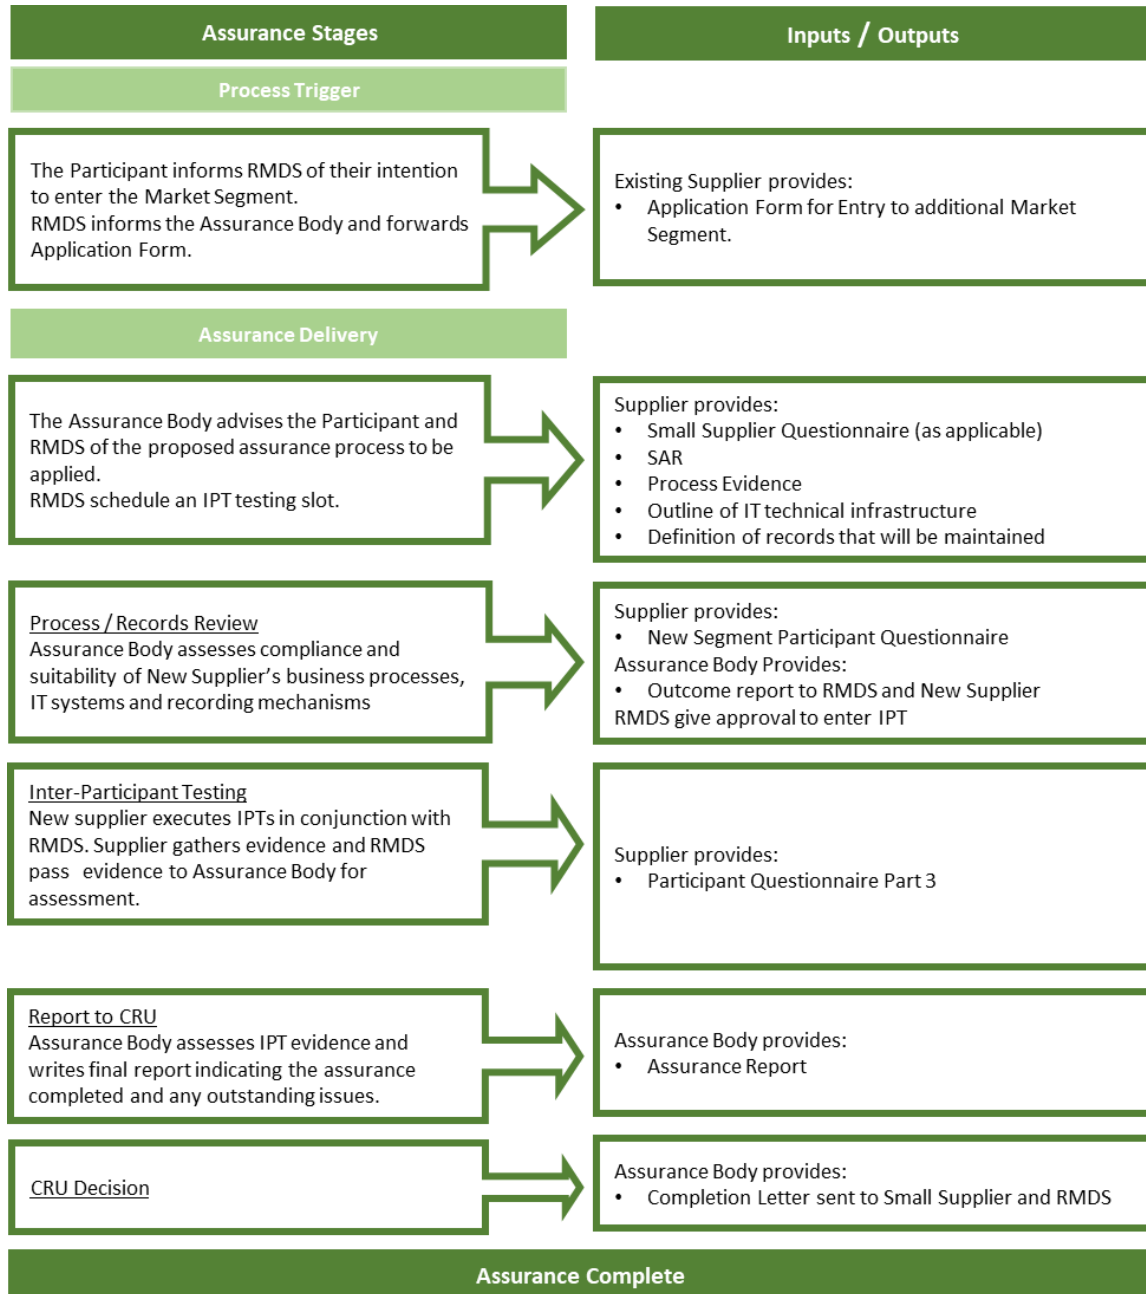 Assurance Stages
Inputs / Outputs
Process Trigger
The Participant informs RMDS of their intention
to enter the Market Segment.
RMDS informs the Assurance Body and forwards
Application Form.
Existing Supplier provides:
• Application Form for Entry to additional Market
Segment.
Assurance Delivery
The Assurance Body advises the Participant and
RMDS of the proposed assurance process to be
applied.
RMDS schedule an IPT testing slot.
Supplier provides:
• Small Supplier Questionnaire (as applicable)
• SAR
• Process Evidence
• Outline of IT technical infrastructure
• Definition of records that will be maintained
Process / Records Review
Assurance Body assesses compliance and
suitability of New Supplier's business processes,
IT systems and recording mechanisms
Supplier provides:
• New Segment Participant Questionnaire
Assurance Body Provides:
• Outcome report to RMDS and New Supplier
RMDS give approval to enter IPT
Inter-Participant Testing
New supplier executes IPTs in conjunction with
RMDS. Supplier gathers evidence and RMDS
pass evidence to Assurance Body for
assessment.
Supplier provides:
• Participant Questionnaire Part 3
Report to CRU
Assurance Body assesses IPT evidence and
writes final report indicating the assurance
completed and any outstanding issues.
Assurance Body provides:
• Assurance Report
CRU Decision
Assurance Body provides:
• Completion Letter sent to Small Supplier and RMDS
Assurance Complete